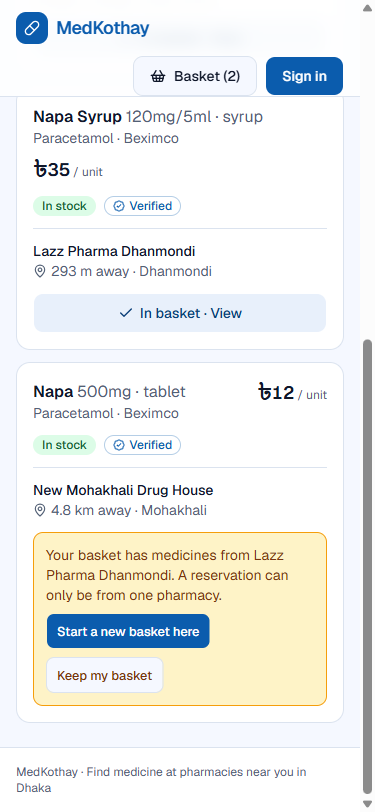 MedKothay
Basket (2)
Sign in
Napa Syrup 120mg/5ml · syrup
Paracetamol · Beximco
৳35 / unit
In stock
Verified
Lazz Pharma Dhanmondi
293 m away · Dhanmondi
In basket · View
Napa 500mg · tablet
৳12 / unit
Paracetamol · Beximco
In stock
Verified
New Mohakhali Drug House
4.8 km away · Mohakhali
Your basket has medicines from Lazz
Pharma Dhanmondi. A reservation can
only be from one pharmacy.
Start a new basket here
Keep my basket
MedKothay · Find medicine at pharmacies near you in
Dhaka